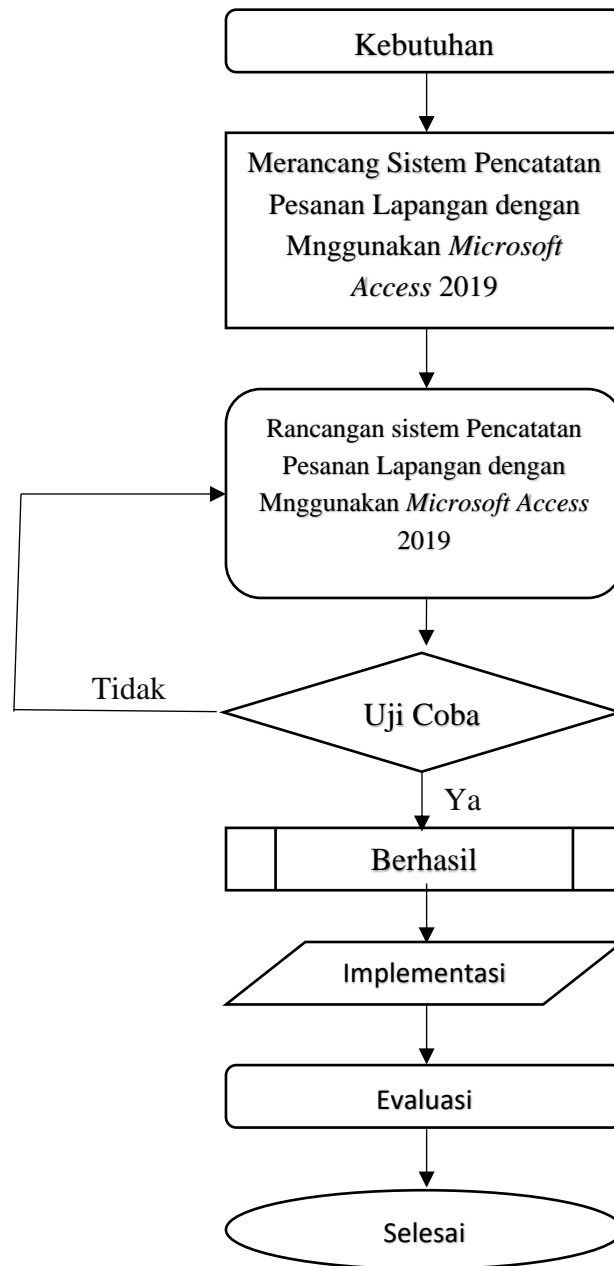 Kebutuhan
Merancang Sistem Pencatatan
Pesanan Lapangan dengan
Mnggunakan Microsoft
Access 2019
Rancangan sistem Pencatatan
Pesanan Lapangan dengan
Mnggunakan Microsoft Access
2019
Tidak
Uji Coba
Ya
Berhasil
Implementasi
Evaluasi
Selesai